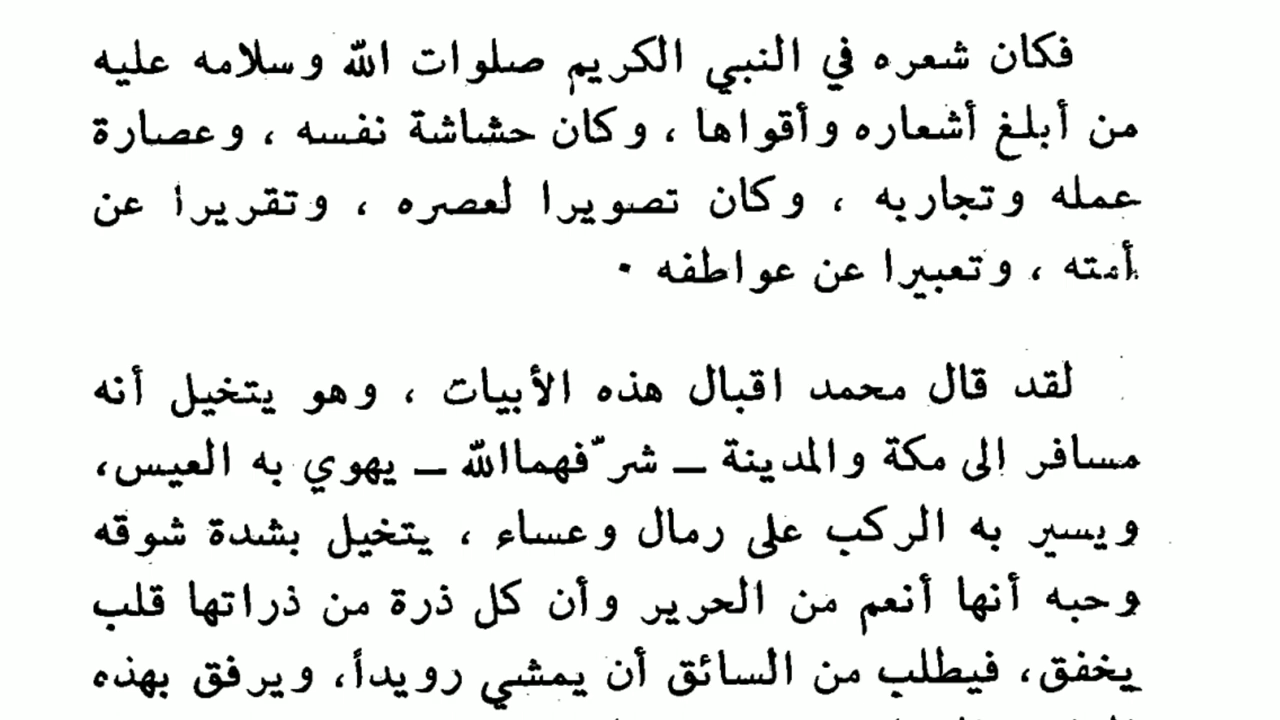 فكان شعره في النبي الكريم صلوات الله وسلامه عليه
من أبلغ أشعاره وأقواها ، وكان حشاشة نفسه ، وعصارة
عمله وتجاربه ، وكان تصويرا لعصره ، وتقريرا عن
أمته ، وتعبيرا عن عواطفه ٠
لقد قال محمد اقبال هذه الأبيات ، وهو يتخيل أنه
مسافر الى مكة والمدينة ــ شرّفهما الله ــ يهوي به العيس،
ويسير به الركب على رمال وعساء ، يتخيل بشدة شوقه
وحبه أنها أنعم من الحرير وأن كل ذرة من ذراتها قلب
يخفق، فيطلب من السائق أن يمشي رويداً، ويرفق بهذه